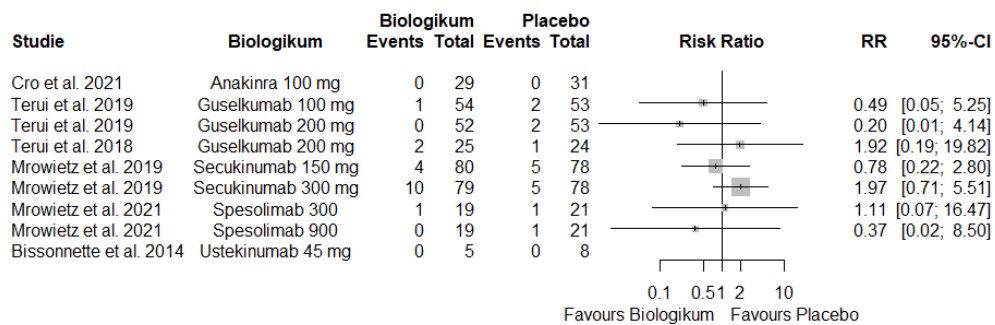 Biologikum Placebo
Studie Biologikum Events Total Events Total Risk Ratio RR 95%-CI
Cro et al. 2021 Anakinra 100 mg 0 29 0 31
Terui et al. 2019 Guselkumab 100 mg 1 54 2 53 0.49 [0.05; 5.25]
Terui et al. 2019 Guselkumab 200 mg 0 52 2 53 0.20 [0.01; 4.14]
Terui et al. 2018 Guselkumab 200 mg 2 25 1 24 1.92 [0.19; 19.82]
Mrowietz et al. 2019 Secukinumab 150 mg 4 80 5 78 0.78 [0.22; 2.80]
Mrowietz et al. 2019 Secukinumab 300 mg 10 79 5 78 1.97 [0.71; 5.51]
Mrowietz et al. 2021 Spesolimab 300 1 19 1 21 1.11 [0.07; 16.47]
Mrowietz et al. 2021 Spesolimab 900 0 19 1 21 0.37 [0.02; 8.50]
Bissonnette et al. 2014 Ustekinumab 45 mg 0 5 0 8
0.1 0.5 1 2 10
Favours Biologikum Favours Placebo